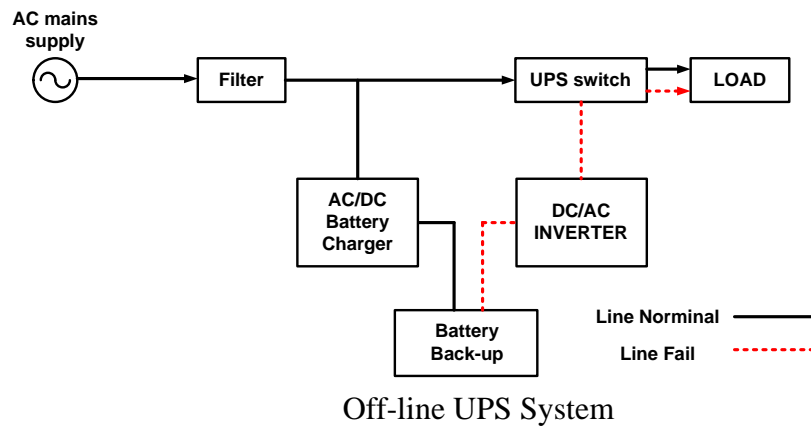 AC mains
supply
Filter
UPS switch
LOAD
AC/DC
Battery
Charger
DC/AC
INVERTER
Battery
Back-up
Line Norminal
Line Fail
Off-line UPS System